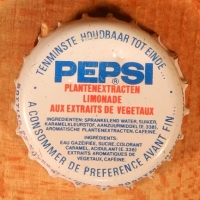 TENMINSTE HOUDBAAR TOT EINDE
PEPSI
®
PLANTENEXTRACTEN
LIMONADE
AUX EXTRAITS DE VEGETAUX
INGREDIENTEN: SPRANKELEND WATER, SUIKER,
KARAMELKLEURSTOF, AANZUURMIDDEL (E.338),
AROMATISCHE PLANTENEXTRACTEN, CAFEINE
INGREDIENTS:
EAU GAZEIFIEE, SUCRE, COLORANT
CARAMEL, ACIDULANT (E.338),
EXTRAITS AROMATIQUES DE
VEGETAUX, CAFEINE
A CONSOMMER DE PREFERENCE AVANT FIN